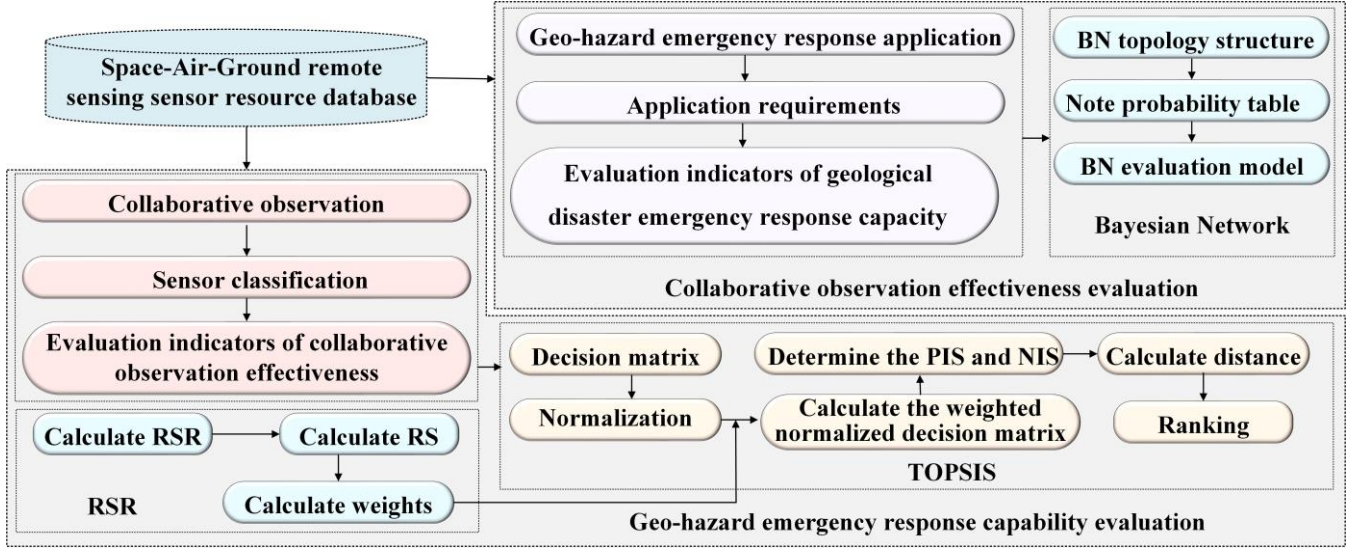 Space-Air-Ground remote
sensing sensor resource database
Geo-hazard emergency response application
Application requirements
Evaluation indicators of geological
disaster emergency response capacity
BN topology structure
Note probability table
BN evaluation model
Bayesian Network
Collaborative observation effectiveness evaluation
Collaborative observation
Sensor classification
Evaluation indicators of collaborative
observation effectiveness
Calculate RSR
Calculate RS
Calculate weights
RSR
Decision matrix
Normalization
Determine the PIS and NIS
Calculate the weighted
normalized decision matrix
Calculate distance
Ranking
TOPSIS
Geo-hazard emergency response capability evaluation